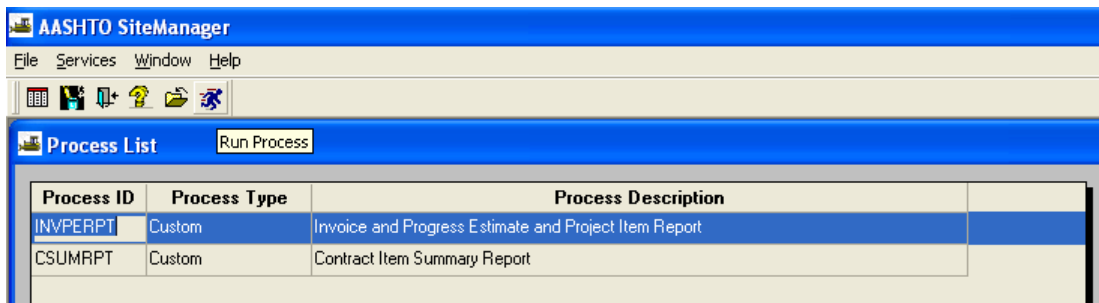 AASHTO SiteManager
File Services Window Help
Process List Run Process
Process ID Process Type Process Description
INVPERPT Custom Invoice and Progress Estimate and Project Item Report
CSUMRPT Custom Contract Item Summary Report